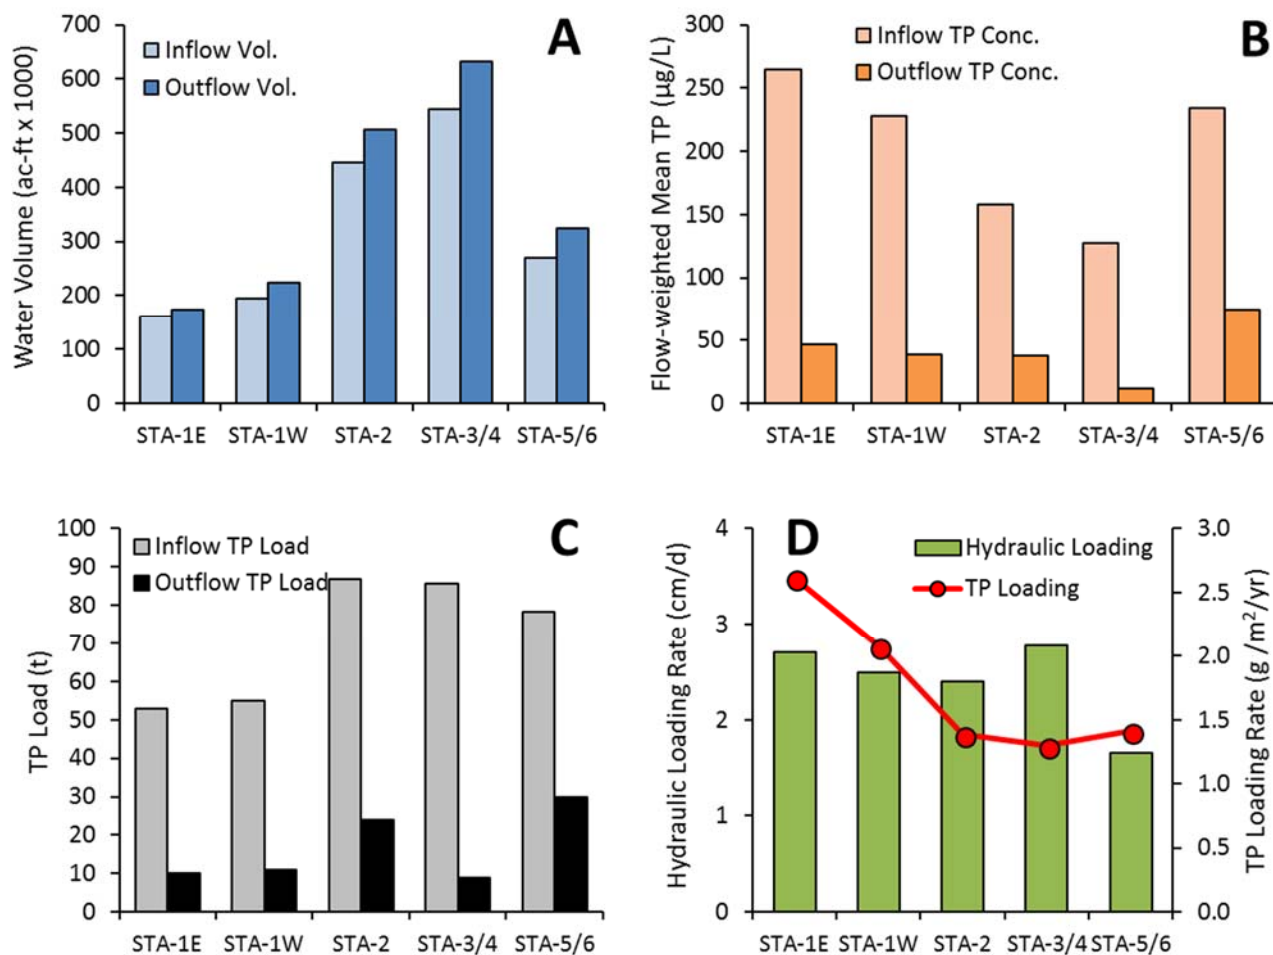 A
Inflow Vol.
Outflow Vol.
Water Volume (ac-ft x 1000)
700
600
500
400
300
200
100
0
STA-1E STA-1W STA-2 STA-3/4 STA-5/6
B
Inflow TP Conc.
Outflow TP Conc.
Flow-weighted Mean TP (µg/L)
300
250
200
150
100
50
0
STA-1E STA-1W STA-2 STA-3/4 STA-5/6
C
Inflow TP Load
Outflow TP Load
TP Load (t)
100
90
80
70
60
50
40
30
20
10
0
STA-1E STA-1W STA-2 STA-3/4 STA-5/6
D
Hydraulic Loading
TP Loading
Hydraulic Loading Rate (cm/d)
4
3
2
1
0
TP Loading Rate (g /m²/yr)
3.0
2.5
2.0
1.5
1.0
0.5
0.0
STA-1E STA-1W STA-2 STA-3/4 STA-5/6